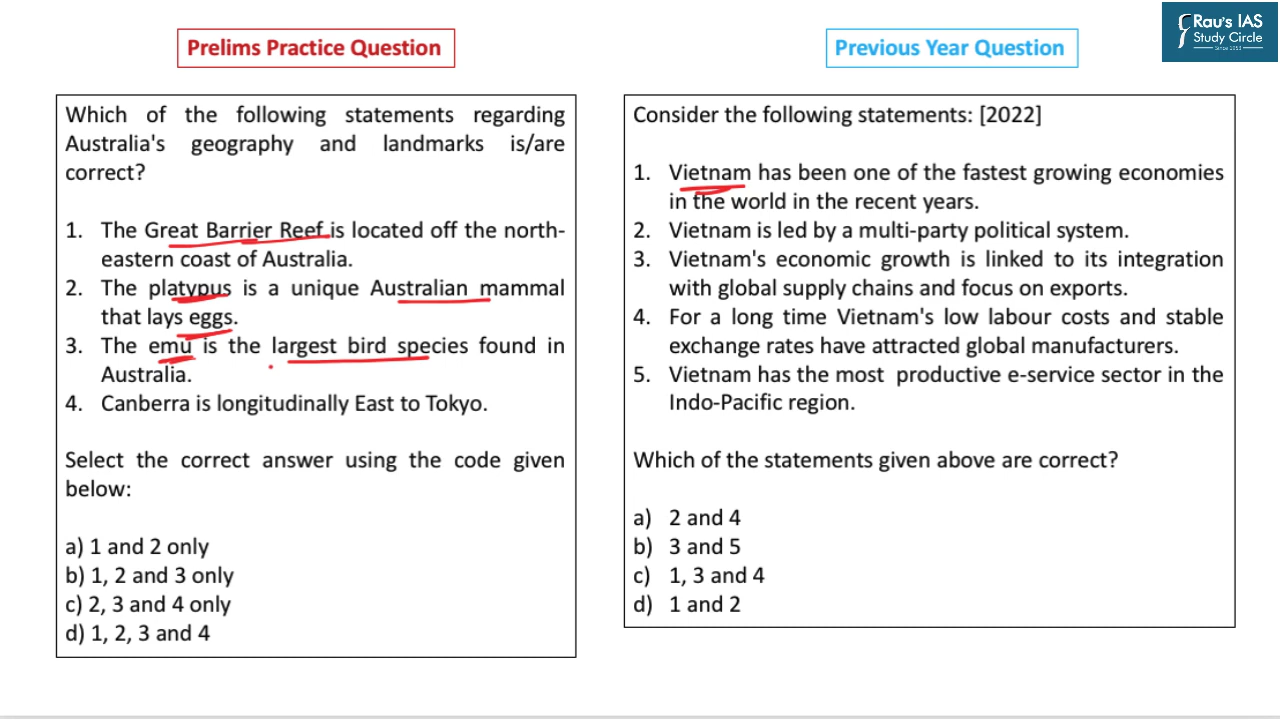 Prelims Practice Question
Which of the following statements regarding
Australia's geography and landmarks is/are
correct?
1. The Great Barrier Reef is located off the north-
eastern coast of Australia.
2. The platypus is a unique Australian mammal
that lays eggs.
3. The emu is the largest bird species found in
Australia.
4. Canberra is longitudinally East to Tokyo.
Select the correct answer using the code given
below:
a) 1 and 2 only
b) 1, 2 and 3 only
c) 2, 3 and 4 only
d) 1, 2, 3 and 4
Previous Year Question
Consider the following statements: [2022]
1. Vietnam has been one of the fastest growing economies
in the world in the recent years.
2. Vietnam is led by a multi-party political system.
3. Vietnam's economic growth is linked to its integration
with global supply chains and focus on exports.
4. For a long time Vietnam's low labour costs and stable
exchange rates have attracted global manufacturers.
5. Vietnam has the most productive e-service sector in the
Indo-Pacific region.
Which of the statements given above are correct?
a) 2 and 4
b) 3 and 5
c) 1, 3 and 4
d) 1 and 2
Rau's IAS
Study Circle
Since 1953